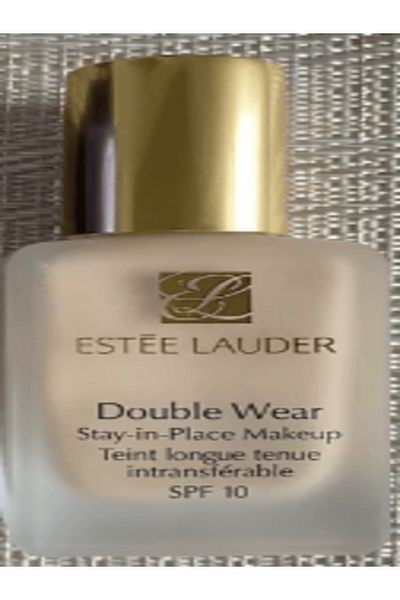 ESTĒE LAUDER
Double Wear
Stay-in-Place Makeup
Teint longue tenue
intransférable
SPF 10